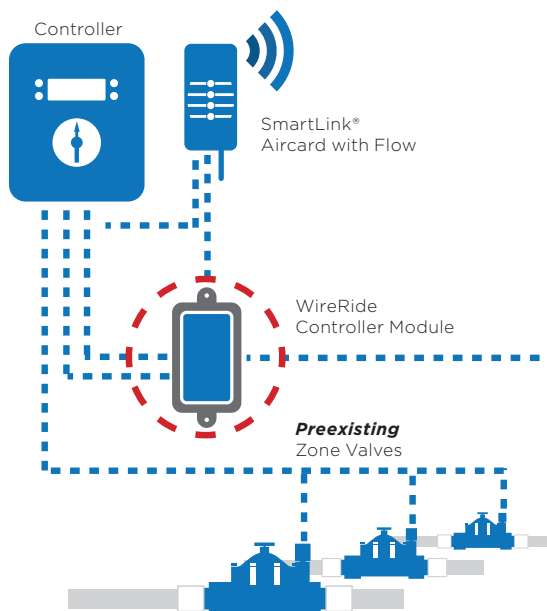 Controller
SmartLink®
Aircard with Flow
WireRide
Controller Module
Preexisting
Zone Valves